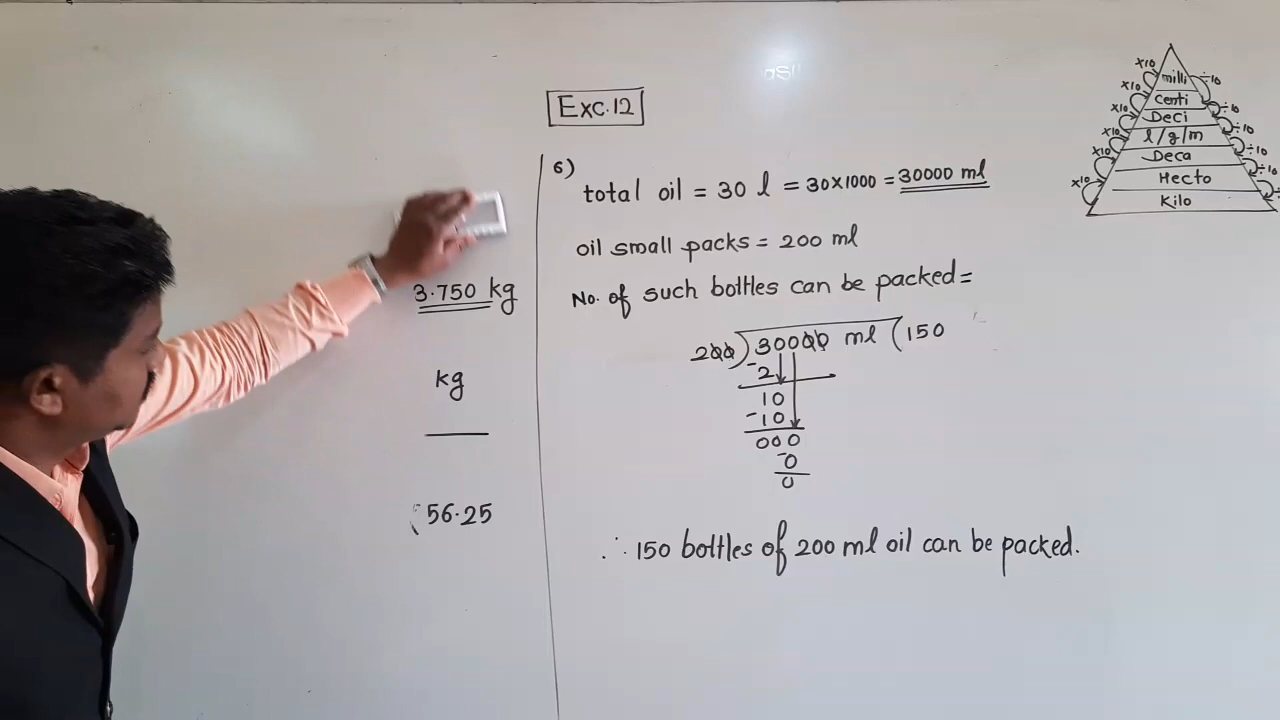 Exc.12
3.750 kg
kg
56.25
6)
total oil = 30 l = 30×1000 = 30000 ml
oil small packs = 200 ml
No. of such bottles can be packed =
200) 30000 ml (150
-2
10
-10
000
-0
0
∴ 150 bottles of 200 ml oil can be packed.
×10 milli ÷10
×10 Centi ÷10
×10 Deci ÷10
×10 l/g/m ÷10
×10 Deca ÷10
×10 Hecto ÷10
Kilo